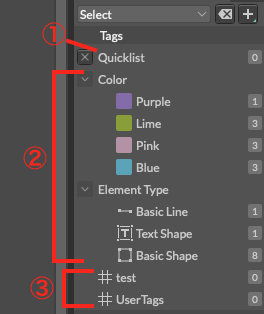 Select
Tags
① Quicklist 0
② Color
Purple 1
Lime 3
Pink 3
Blue 3
Element Type
Basic Line 1
Text Shape 1
Basic Shape 8
③ # test 0
# UserTags 0